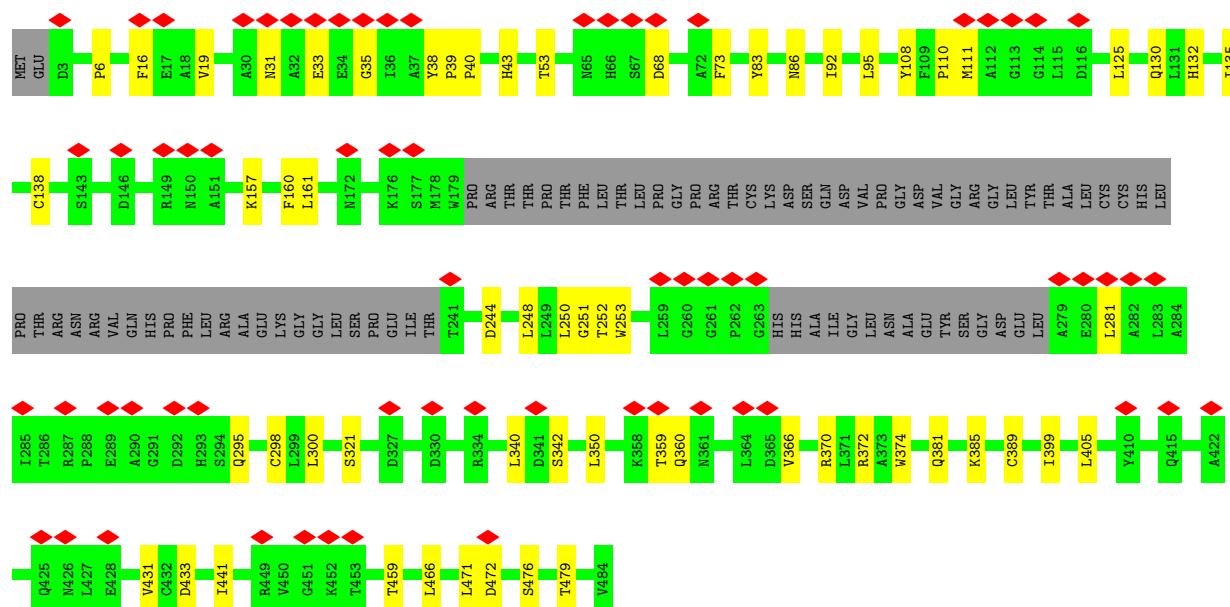 MET GLU D3 P6 F16 E17 A18 V19 A30 N31 A32 E33 E34 G35 I36 A37 Y38 P39 P40 H43 T53 N65 H66 S67 D68 A72 F73 Y83 N86 I92 L95 Y108 F109 P110 M111 A112 G113 G114 L115 D116 L125 Q130 L131 H132 I135
C138 S143 D146 R149 N150 A151 K157 F160 L161 N172 K176 S177 M178 W179 PRO ARG THR THR PRO THR THR PHE LEU THR LEU PRO GLY PRO ARG THR CYS LYS ASP SER GLN ASP VAL PRO GLY ASP VAL GLY ARG GLY LEU TYR THR ALA LEU CYS CYS HIS LEU
PRO THR ARG ASN ARG VAL GLN HIS PRO PHE LEU ARG ALA GLU LYS GLY GLY LEU SER PRO GLU ILE THR T241 D244 L248 L249 L250 G251 T252 W253 L259 G260 G261 P262 G263 HIS HIS ALA ILE GLY LEU ASN ALA GLU TYR SER GLY ASP GLU LEU A279 E280 L281 A282 L283 A284
I285 T286 R287 P288 E289 A290 G291 D292 H293 S294 Q295 C298 L299 L300 S321 D327 D330 R334 L340 D341 S342 L350 K358 T359 Q360 N361 L364 D365 V366 R370 L371 R372 A373 W374 Q381 K385 C389 I399 L405 Y410 Q415 A422
Q425 N426 L427 E428 V431 C432 D433 I441 R449 V450 G451 K452 T453 T459 L466 L471 D472 S476 T479 V484